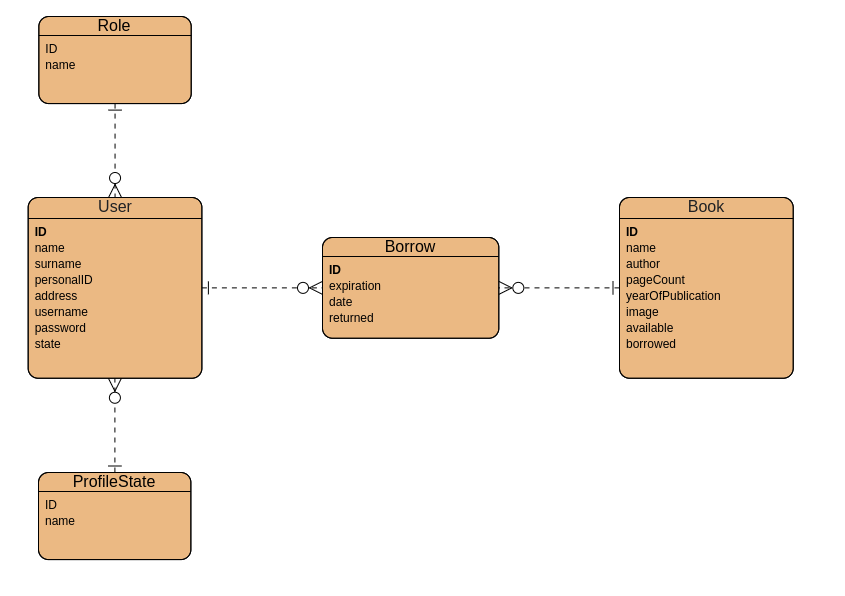 Role
ID
name
User
ID
name
surname
personalID
address
username
password
state
Borrow
ID
expiration
date
returned
Book
ID
name
author
pageCount
yearOfPublication
image
available
borrowed
ProfileState
ID
name